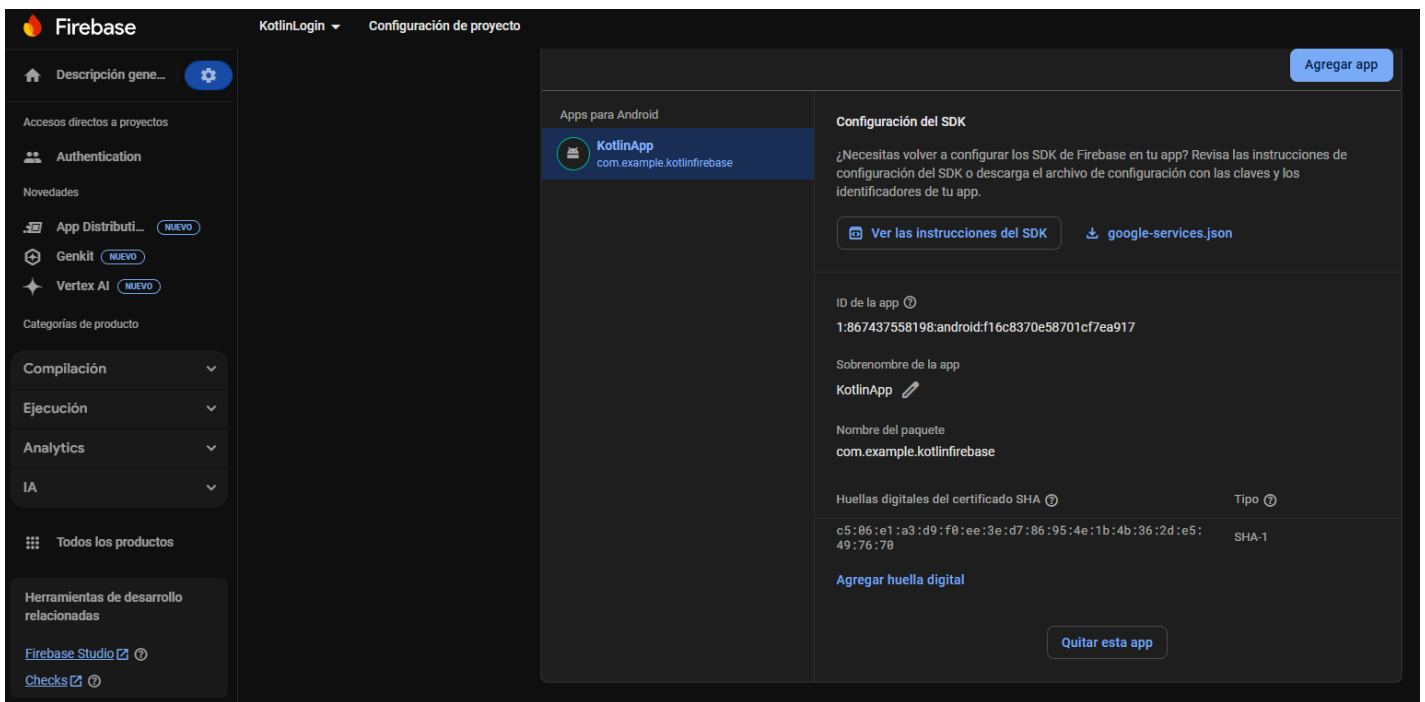 Firebase
KotlinLogin
Configuración de proyecto
Descripción gene...
Accesos directos a proyectos
Authentication
Novedades
App Distributi... NUEVO
Genkit NUEVO
Vertex AI NUEVO
Categorías de producto
Compilación
Ejecución
Analytics
IA
Todos los productos
Herramientas de desarrollo
relacionadas
Firebase Studio
Checks
Agregar app
Apps para Android
KotlinApp
com.example.kotlinfirebase
Configuración del SDK
¿Necesitas volver a configurar los SDK de Firebase en tu app? Revisa las instrucciones de
configuración del SDK o descarga el archivo de configuración con las claves y los
identificadores de tu app.
Ver las instrucciones del SDK
google-services.json
ID de la app
1:867437558198:android:f16c8370e58701cf7ea917
Sobrenombre de la app
KotlinApp
Nombre del paquete
com.example.kotlinfirebase
Huellas digitales del certificado SHA
Tipo
c5:06:e1:a3:d9:f0:ee:3e:d7:86:95:4e:1b:4b:36:2d:e5:
49:76:70
SHA-1
Agregar huella digital
Quitar esta app